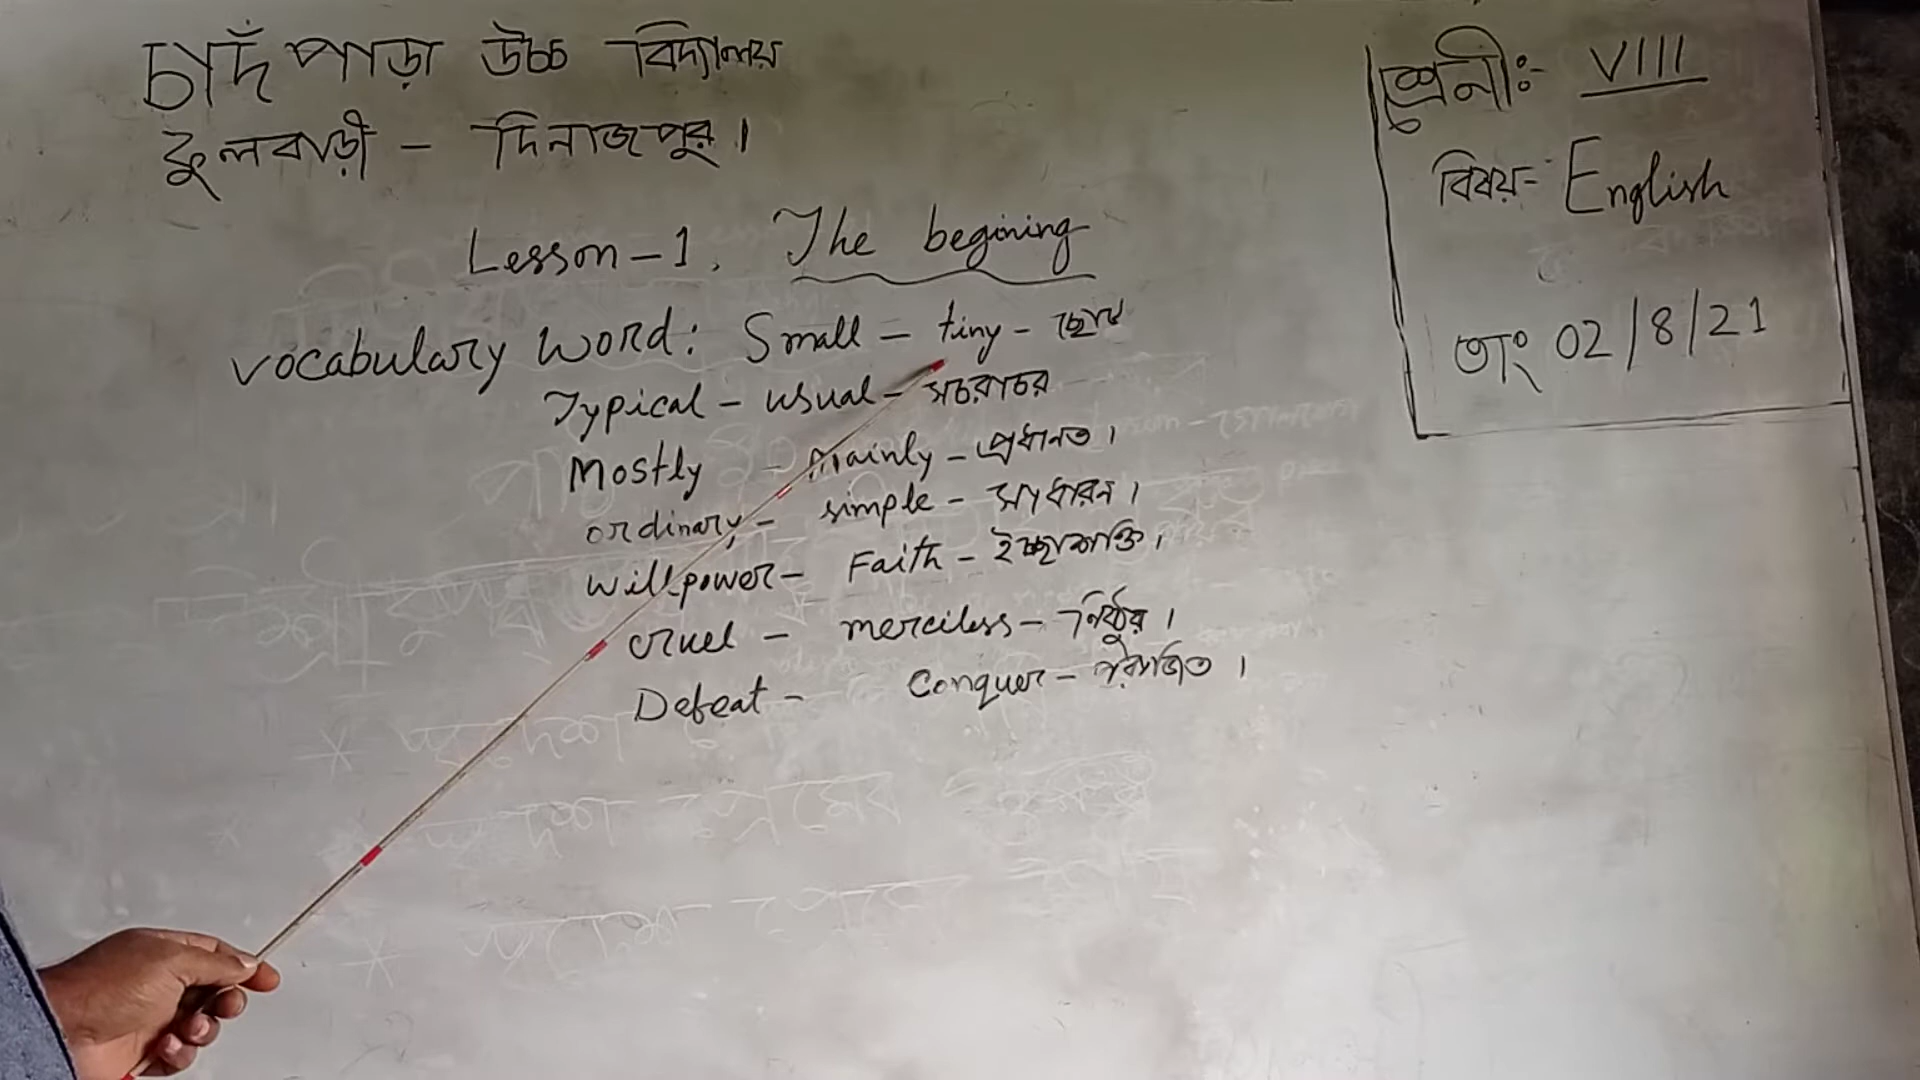 চাদঁ পাড়া উচ্চ বিদ্যালয়
ফুলবাড়ী - দিনাজপুর।
শ্রেনীঃ- VIII
বিষয়- English
তাং 02/8/21
Lesson-1. The begining
vocabulary word: Small - tiny - ছোট
Typical - usual - সচরাচর
Mostly - Mainly - প্রধানত।
ordinary - simple - সাধারন।
Willpower - Faith - ইচ্ছাশক্তি।
cruel - merciless - নিষ্ঠুর।
Defeat - Conquer - পরাজিত।